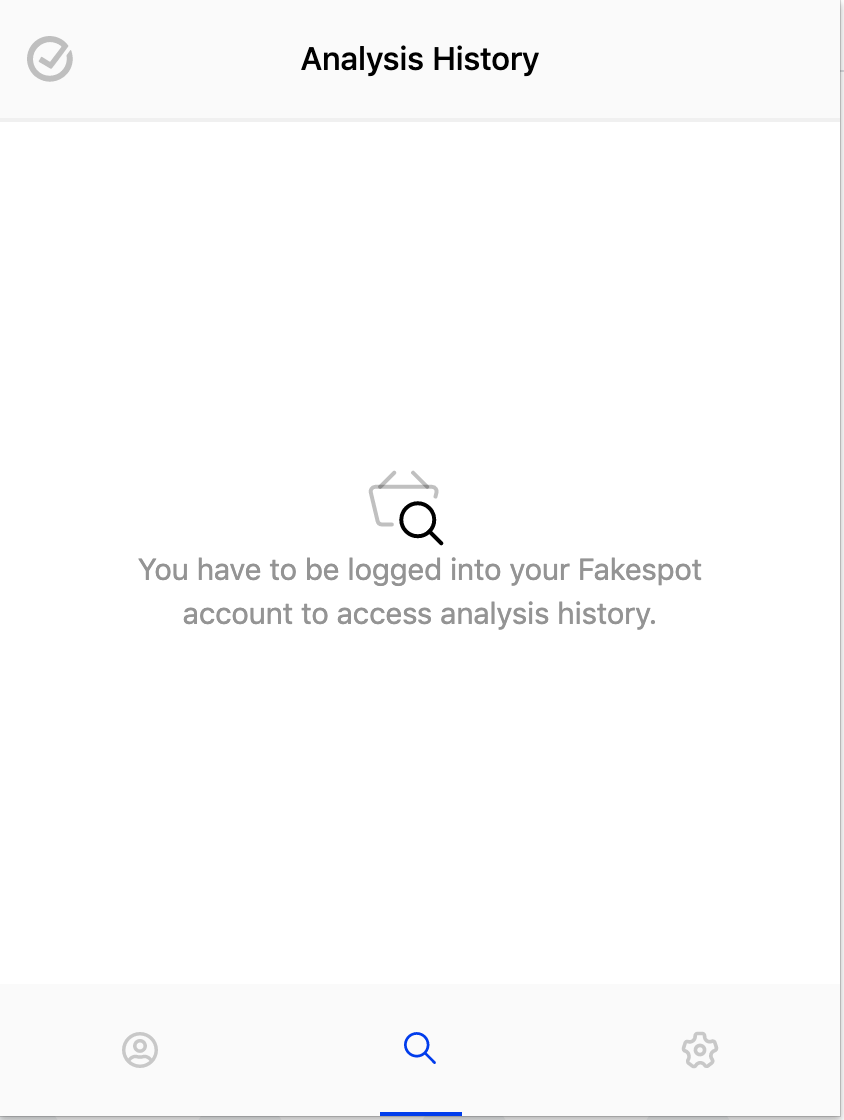 Analysis History
You have to be logged into your Fakespot
account to access analysis history.